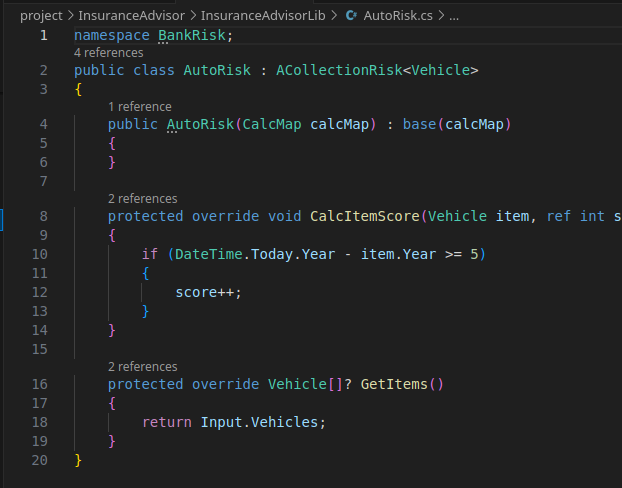 project > InsuranceAdvisor > InsuranceAdvisorLib > AutoRisk.cs > ...
1 namespace BankRisk;
4 references
2 public class AutoRisk : ACollectionRisk<Vehicle>
3 {
1 reference
4 public AutoRisk(CalcMap calcMap) : base(calcMap)
5 {
6 }
7
2 references
8 protected override void CalcItemScore(Vehicle item, ref int s
9 {
10 if (DateTime.Today.Year - item.Year >= 5)
11 {
12 score++;
13 }
14 }
15
2 references
16 protected override Vehicle[]? GetItems()
17 {
18 return Input.Vehicles;
19 }
20 }